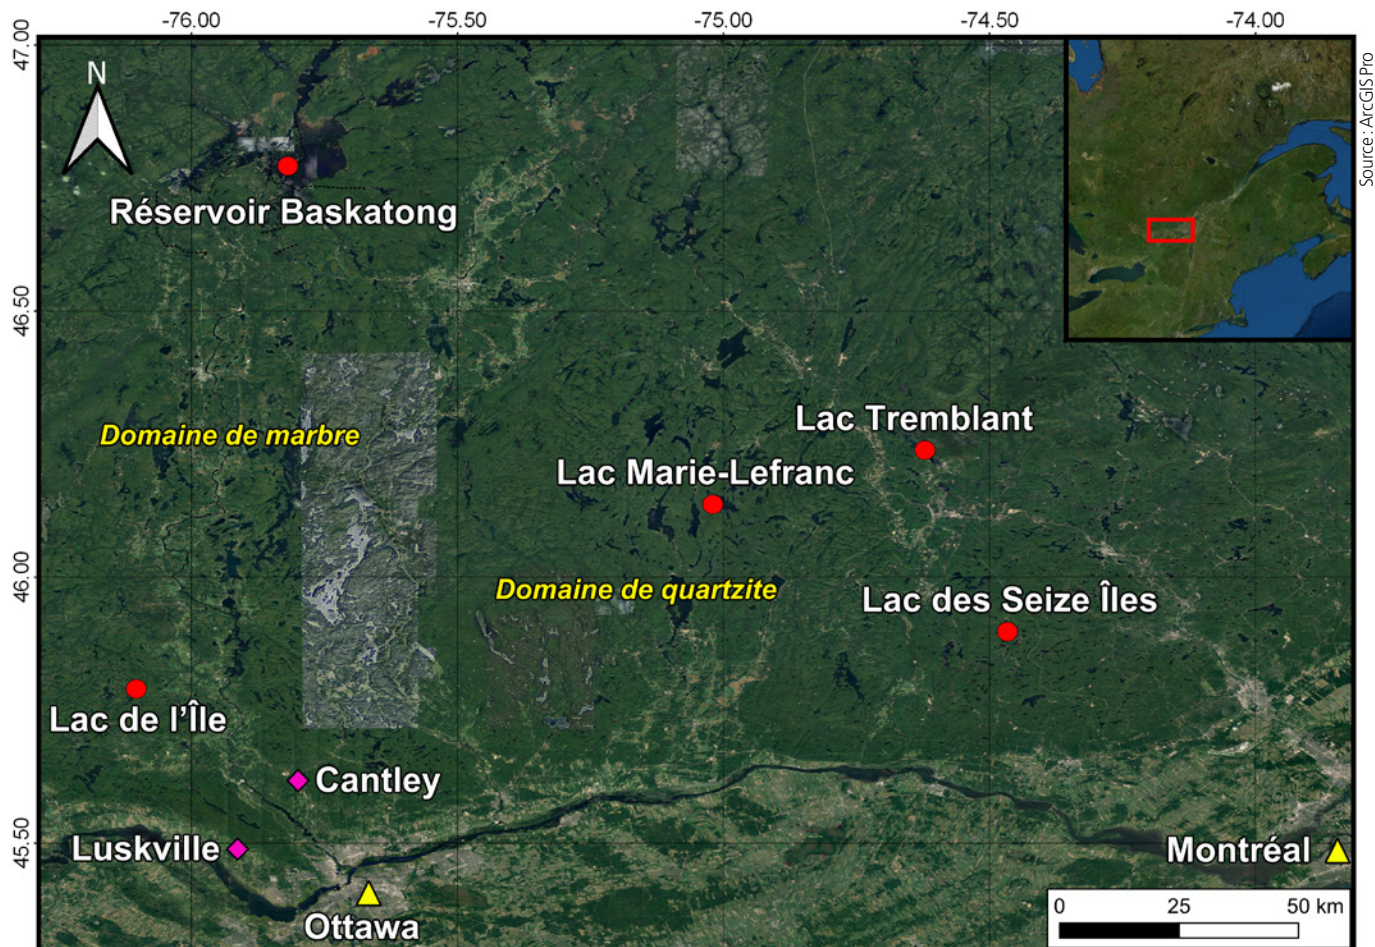 -76.00
-75.50
-75.00
-74.50
-74.00
47.00
N
Source : ArcGIS Pro
Réservoir Baskatong
46.50
Lac Tremblant
Domaine de marbre
Lac Marie-Lefranc
46.00
Domaine de quartzite
Lac des Seize Îles
Lac de l'Île
Cantley
45.50
Luskville
Montréal
Ottawa
0 25 50 km